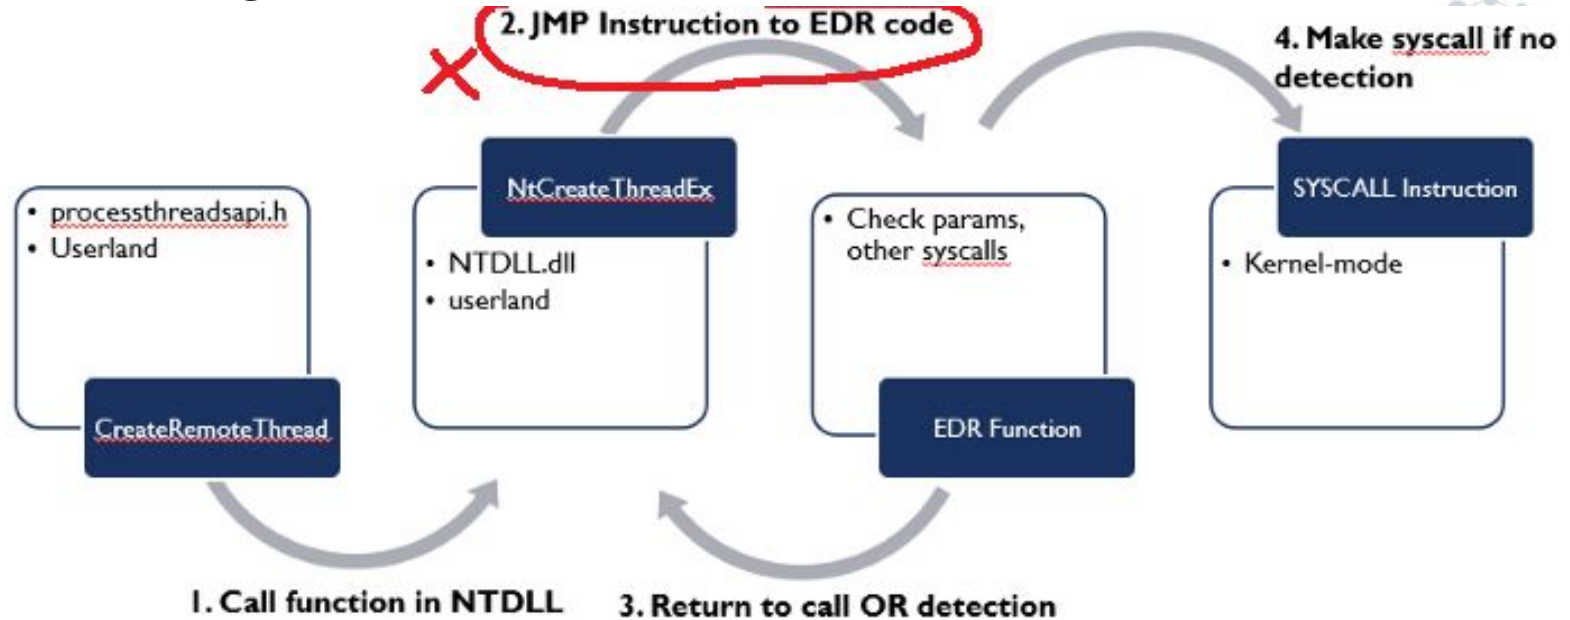 2. JMP Instruction to EDR code
4. Make syscall if no
detection
NtCreateThreadEx
SYSCALL Instruction
• processthreadsapi.h
• Userland
• NTDLL.dll
• userland
• Check params,
other syscalls
• Kernel-mode
CreateRemoteThread
EDR Function
1. Call function in NTDLL
3. Return to call OR detection